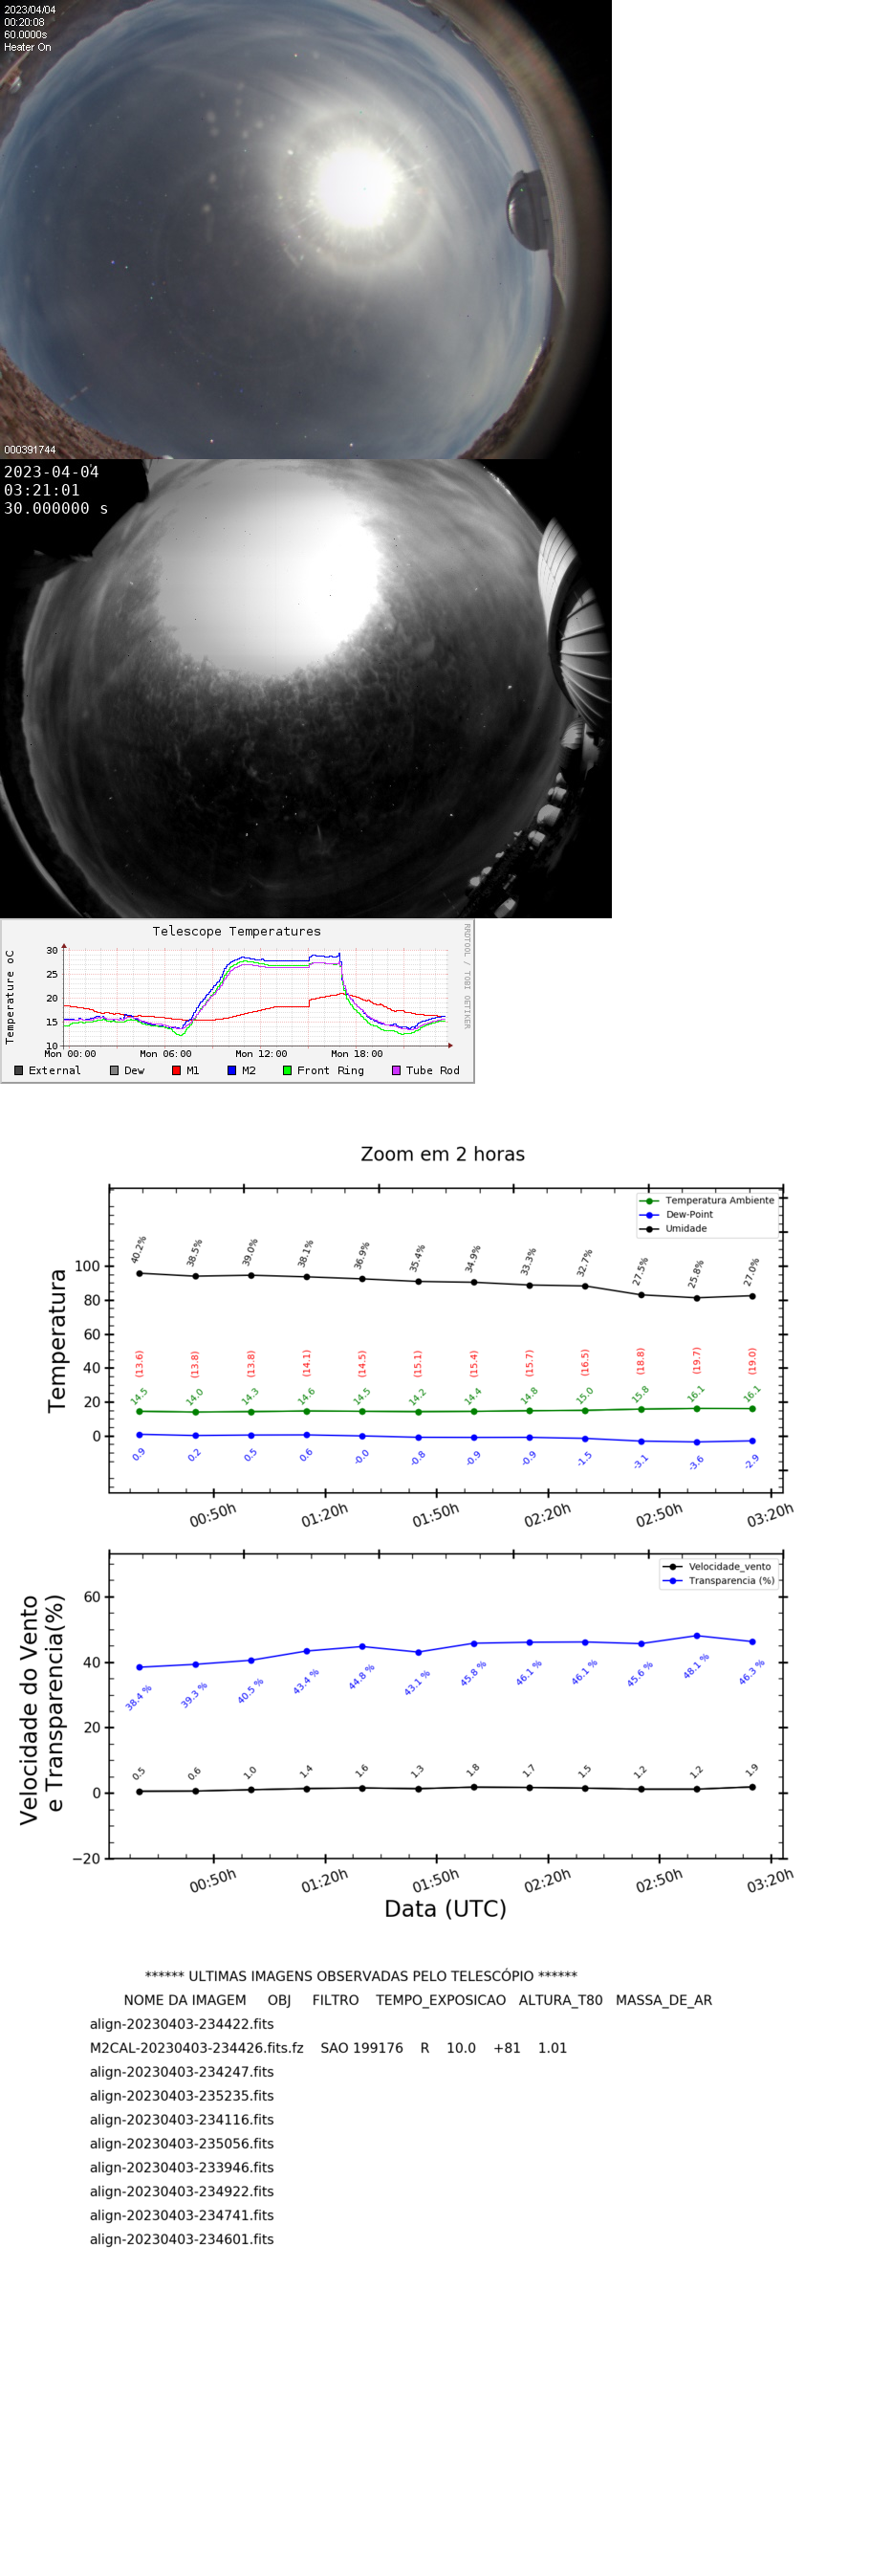 2023/04/04
00:20:08
60.0000s
Heater On
000391744
2023-04-04
03:21:01
30.000000 s
Telescope Temperatures
RRDTOOL / TOBI OETIKER
Temperature oC
30
25
20
15
10
Mon 00:00 Mon 06:00 Mon 12:00 Mon 18:00
External Dew M1 M2 Front Ring Tube Rod
Zoom em 2 horas
Temperatura Ambiente
Dew-Point
Umidade
Temperatura
100
80
60
40
20
0
40.2% 38.5% 39.0% 38.1% 36.9% 35.4% 34.9% 33.3% 32.7% 27.5% 25.8% 27.0%
(13.6) (13.8) (13.8) (14.1) (14.5) (15.1) (15.4) (15.7) (16.5) (18.8) (19.7) (19.0)
14.5 14.0 14.3 14.6 14.5 14.2 14.4 14.8 15.0 15.8 16.1 16.1
0.9 0.2 0.5 0.6 -0.0 -0.8 -0.9 -0.9 -1.5 -3.1 -3.6 -2.9
00:50h 01:20h 01:50h 02:20h 02:50h 03:20h
Velocidade_vento
Transparencia (%)
Velocidade do Vento
e Transparencia(%)
60
40
20
0
−20
38.4 % 39.3 % 40.5 % 43.4 % 44.8 % 43.1 % 45.8 % 46.1 % 46.1 % 45.6 % 48.1 % 46.3 %
0.5 0.6 1.0 1.4 1.6 1.3 1.8 1.7 1.5 1.2 1.2 1.9
00:50h 01:20h 01:50h 02:20h 02:50h 03:20h
Data (UTC)
****** ULTIMAS IMAGENS OBSERVADAS PELO TELESCÓPIO ******
NOME DA IMAGEM OBJ FILTRO TEMPO_EXPOSICAO ALTURA_T80 MASSA_DE_AR
align-20230403-234422.fits
M2CAL-20230403-234426.fits.fz SAO 199176 R 10.0 +81 1.01
align-20230403-234247.fits
align-20230403-235235.fits
align-20230403-234116.fits
align-20230403-235056.fits
align-20230403-233946.fits
align-20230403-234922.fits
align-20230403-234741.fits
align-20230403-234601.fits